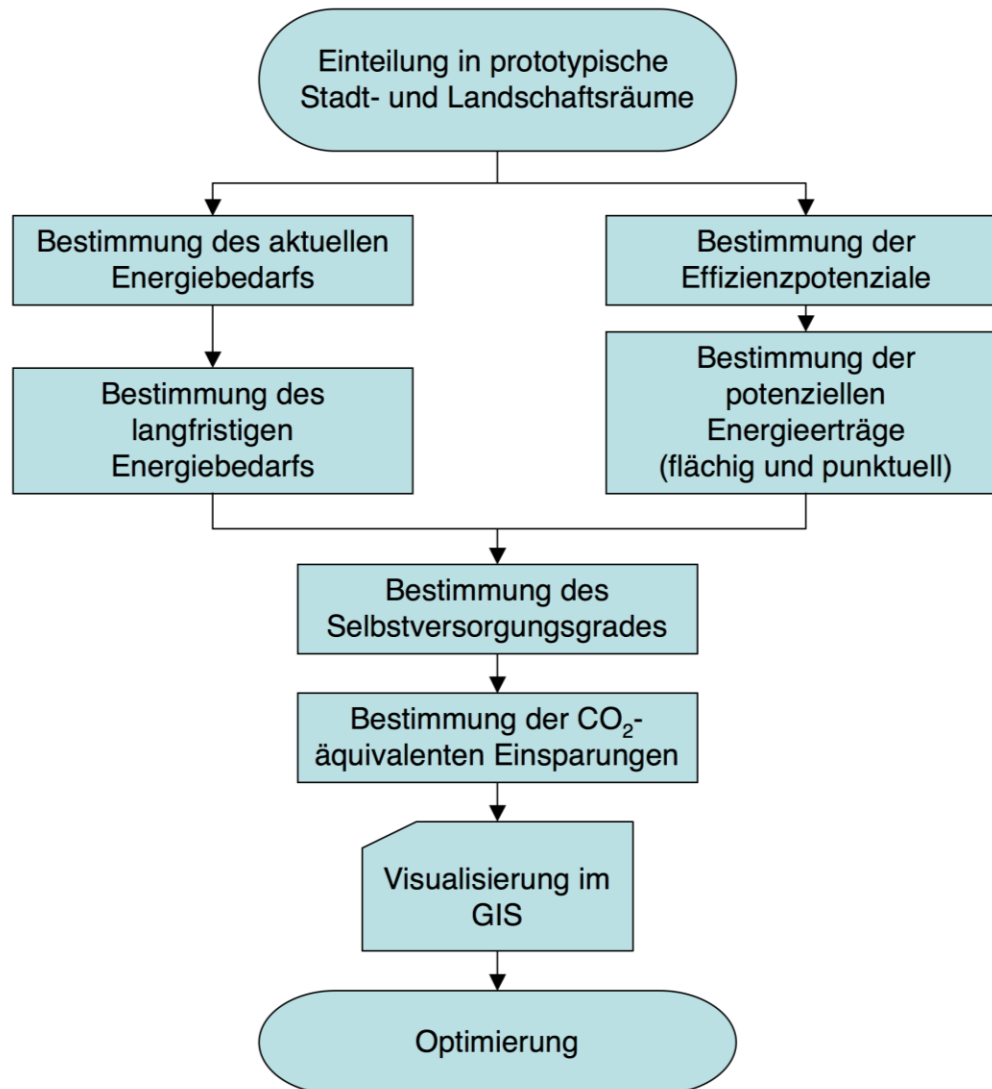 Einteilung in prototypische
Stadt- und Landschaftsräume
Bestimmung des aktuellen
Energiebedarfs
Bestimmung der
Effizienzpotenziale
Bestimmung des
langfristigen
Energiebedarfs
Bestimmung der
potenziellen
Energieerträge
(flächig und punktuell)
Bestimmung des
Selbstversorgungsgrades
Bestimmung der CO₂-
äquivalenten Einsparungen
Visualisierung im
GIS
Optimierung